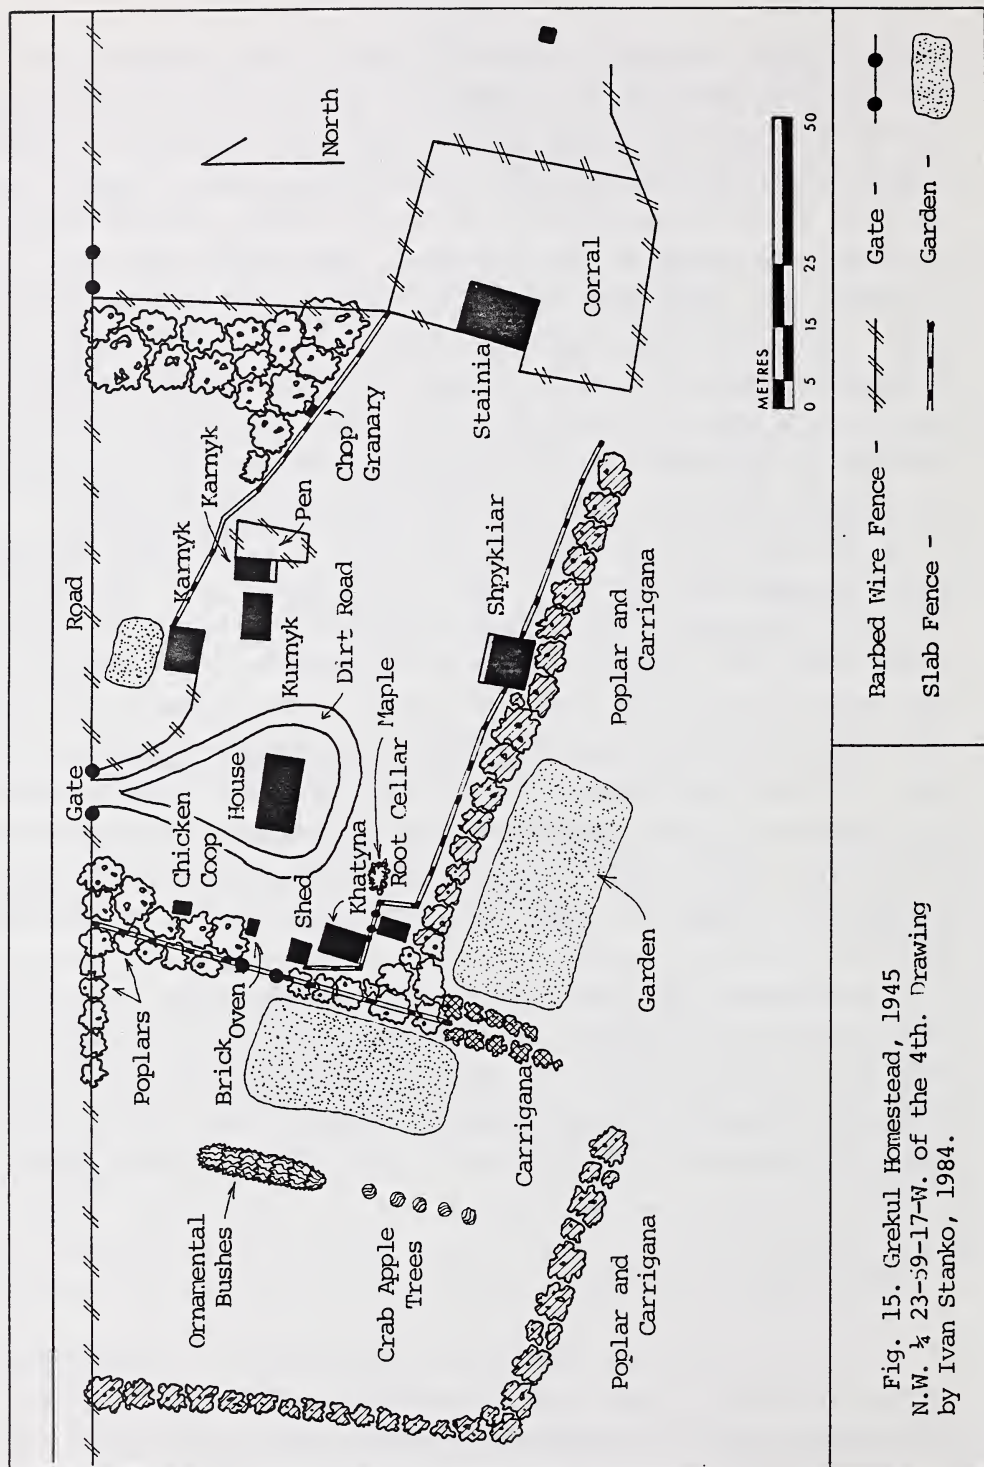 Road
Gate
Poplars
Chicken
Coop
House
Karnyk
Karnyk
Kurnyk
Pen
Dirt Road
Chop
Granary
North
Brick
Oven
Shed
Khatyna
Root Cellar
Maple
Ornamental
Bushes
Crab Apple
Trees
Carrigana
Garden
Shpykliar
Stainia
Corral
Poplar and
Carrigana
Poplar and
Carrigana
METRES
0 5 15 25 50
Fig. 15. Grekul Homestead, 1945
N.W. ¼ 23-59-17-W. of the 4th. Drawing
by Ivan Stanko, 1984.
Barbed Wire Fence -
Gate -
Slab Fence -
Garden -